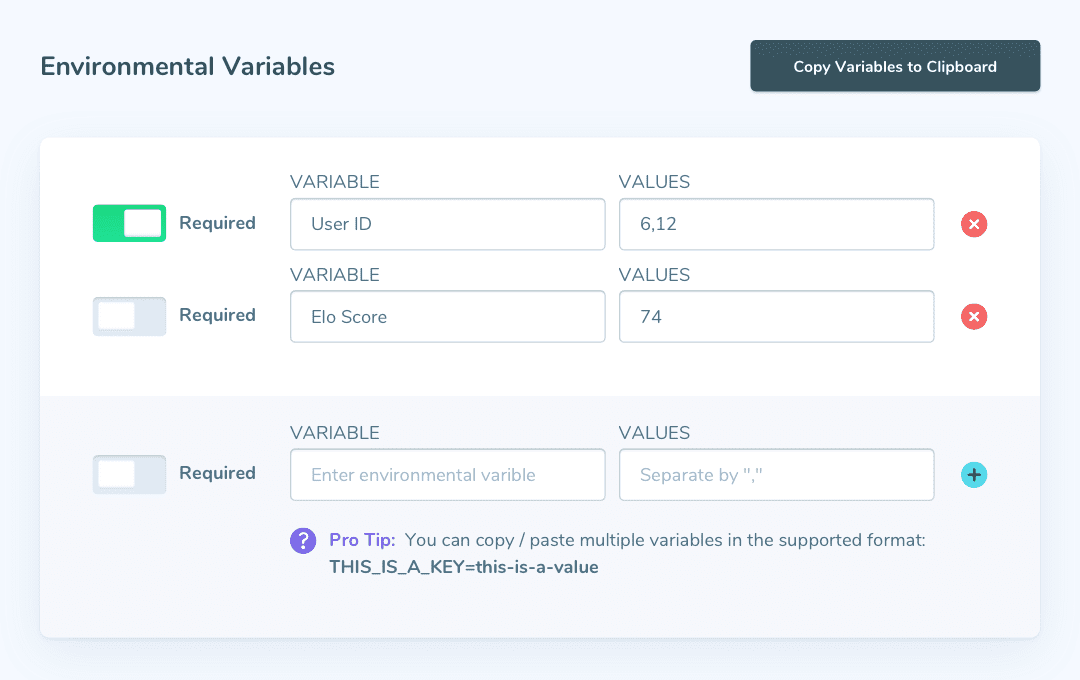 Environmental Variables
Copy Variables to Clipboard
VARIABLE VALUES
Required User ID 6,12
VARIABLE VALUES
Required Elo Score 74
VARIABLE VALUES
Required Enter environmental varible Separate by ","
? Pro Tip: You can copy / paste multiple variables in the supported format:
THIS_IS_A_KEY=this-is-a-value